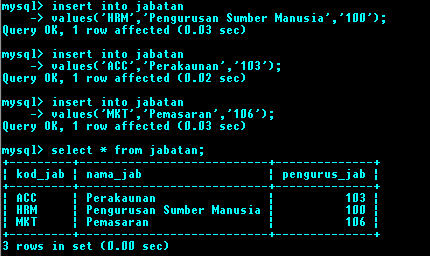 mysql> insert into jabatan
    -> values('HRM','Pengurusan Sumber Manusia','100');
Query OK, 1 row affected (0.03 sec)

mysql> insert into jabatan
    -> values('ACC','Perakaunan','103');
Query OK, 1 row affected (0.02 sec)

mysql> insert into jabatan
    -> values('MKT','Pemasaran','106');
Query OK, 1 row affected (0.03 sec)

mysql> select * from jabatan;
+---------+---------------------------+--------------+
| kod_jab | nama_jab                  | pengurus_jab |
+---------+---------------------------+--------------+
| ACC     | Perakaunan                |          103 |
| HRM     | Pengurusan Sumber Manusia |          100 |
| MKT     | Pemasaran                 |          106 |
+---------+---------------------------+--------------+
3 rows in set (0.00 sec)